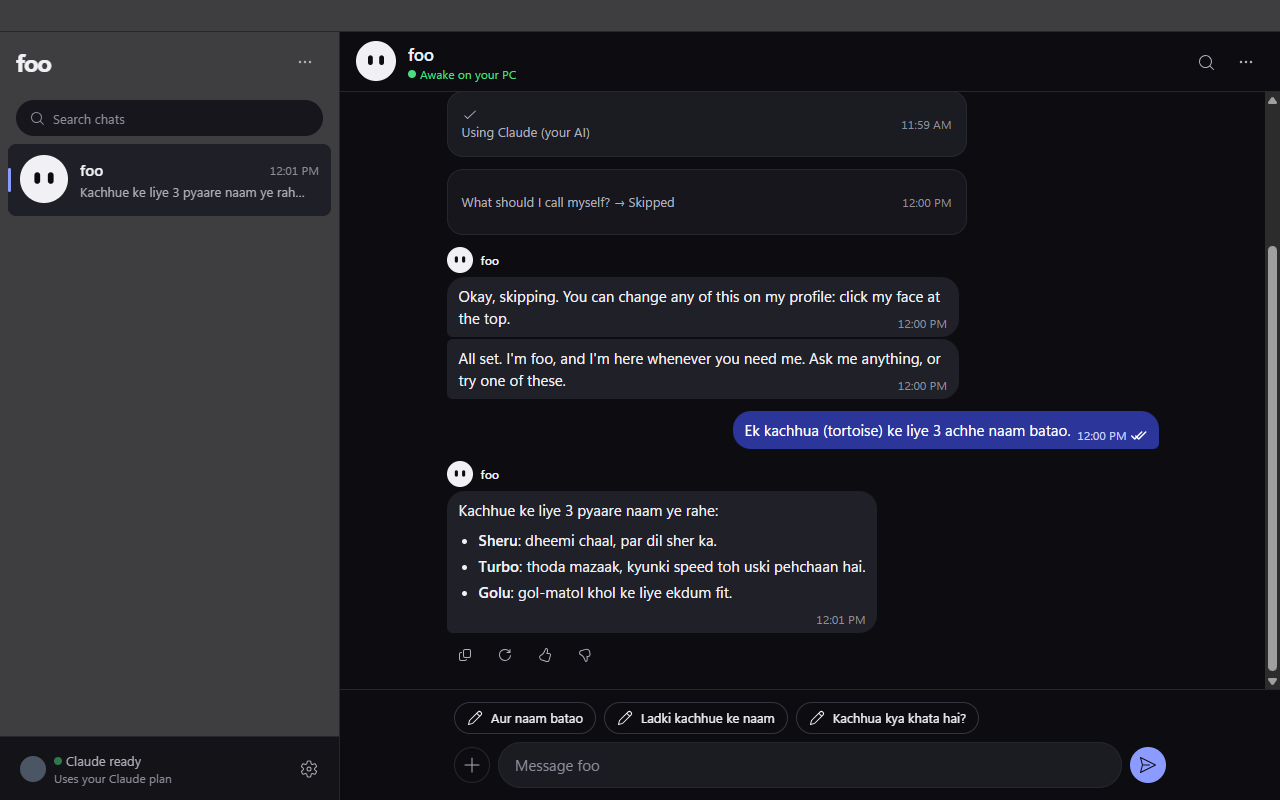 foo
Search chats
foo
12:01 PM
Kachhue ke liye 3 pyaare naam ye rah...
Claude ready
Uses your Claude plan
foo
Awake on your PC
Using Claude (your AI)
11:59 AM
What should I call myself? → Skipped
12:00 PM
foo
Okay, skipping. You can change any of this on my profile: click my face at
the top.
12:00 PM
All set. I'm foo, and I'm here whenever you need me. Ask me anything, or
try one of these.
12:00 PM
Ek kachhua (tortoise) ke liye 3 achhe naam batao.
12:00 PM
foo
Kachhue ke liye 3 pyaare naam ye rahe:
• Sheru: dheemi chaal, par dil sher ka.
• Turbo: thoda mazaak, kyunki speed toh uski pehchaan hai.
• Golu: gol-matol khol ke liye ekdum fit.
12:01 PM
Aur naam batao
Ladki kachhue ke naam
Kachhua kya khata hai?
Message foo